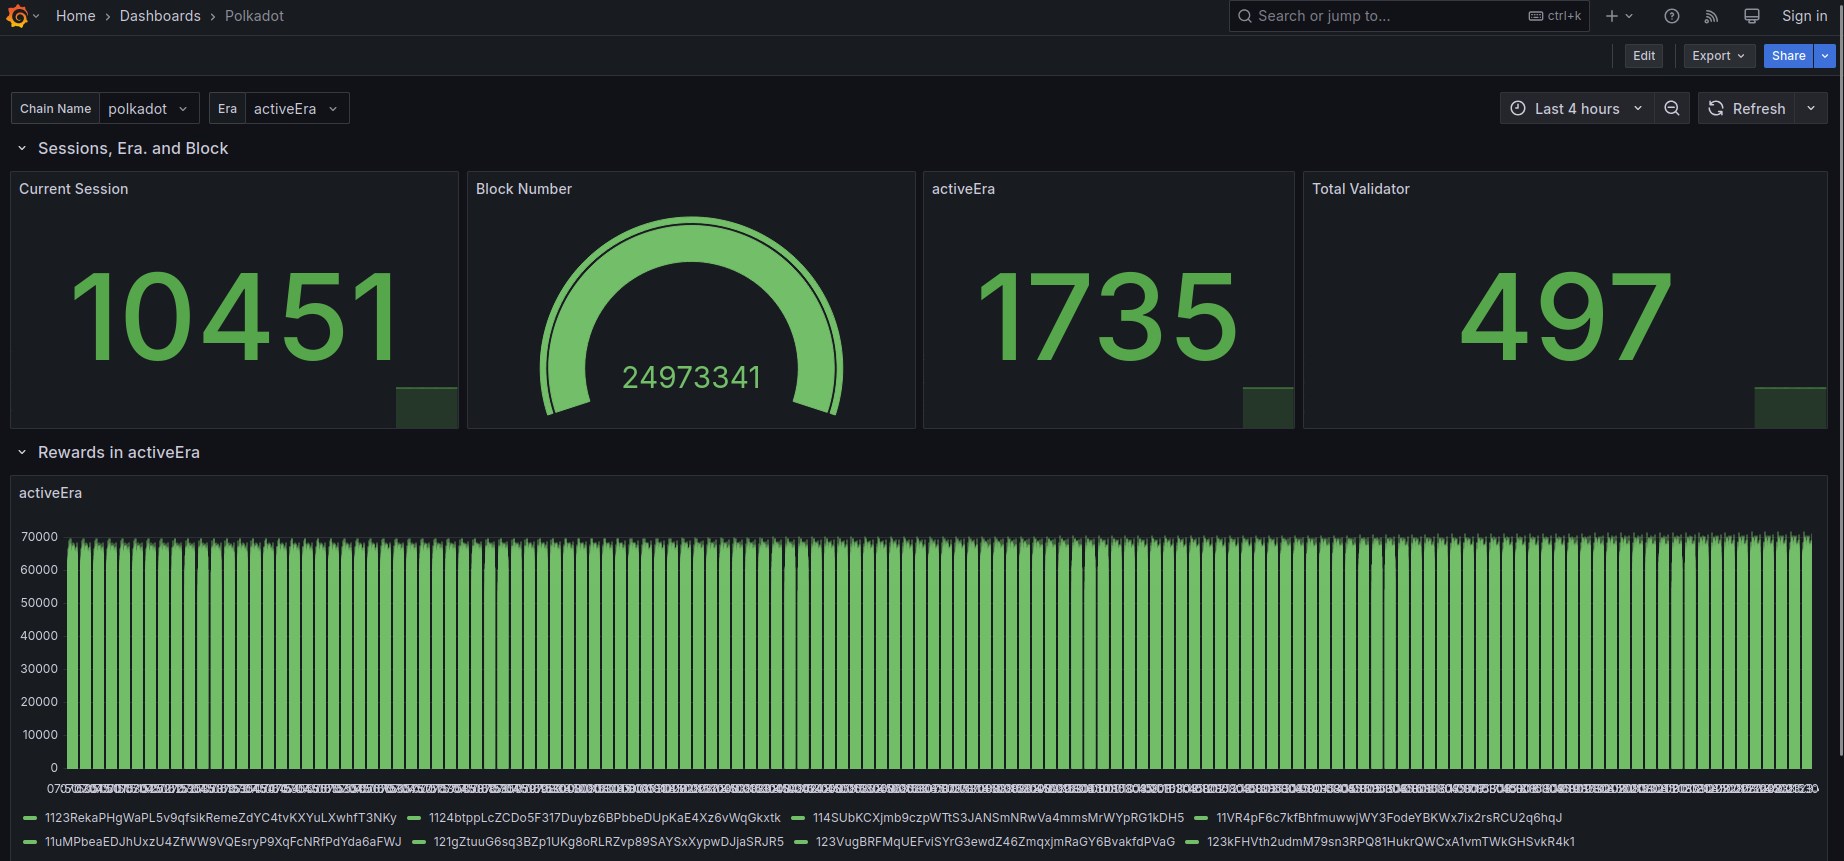 Home > Dashboards > Polkadot
Search or jump to... ctrl+k
Sign in
Edit Export Share
Chain Name polkadot Era activeEra
Last 4 hours Refresh
Sessions, Era. and Block
Current Session Block Number activeEra Total Validator
10451 24973341 1735 497
Rewards in activeEra
activeEra
70000
60000
50000
40000
30000
20000
10000
0
1123RekaPHgWaPL5v9qfsikRemeZdYC4tvKXYuLXwhfT3NKy 1124btppLcZCDo5F317Duybz6BPbbeDUpKaE4Xz6vWqGkxtk 114SUbKCXjmb9czpWTtS3JANSmNRwVa4mmsMrWYpRG1kDH5 11VR4pF6c7kfBhfmuwwjWY3FodeYBKWx7ix2rsRCU2q6hqJ
11uMPbeaEDJhUxzU4ZfWW9VQEsryP9XqFcNRfPdYda6aFWJ 121gZtuuG6sq3BZp1UKg8oRLRZvp89SAYSxXypwDJjaSRJR5 123VugBRFMqUEFviSYrG3ewdZ46ZmqxjmRaGY6BvakfdPVaG 123kFHVth2udmM79sn3RPQ81HukrQWCxA1vmTWkGHSvkR4k1